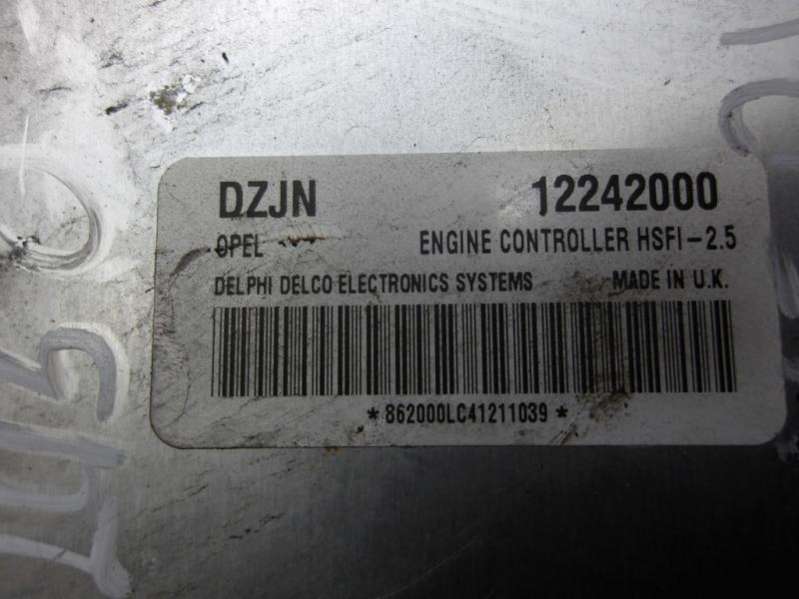 DZJN 12242000
OPEL ENGINE CONTROLLER HSFI-2.5
DELPHI DELCO ELECTRONICS SYSTEMS MADE IN U.K.
*862000LC41211039*